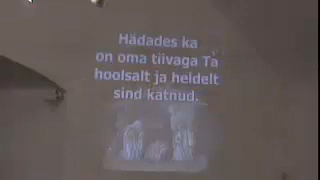 Hädades ka
on oma tiivaga Ta
hoolsalt ja heldelt
sind katnud.